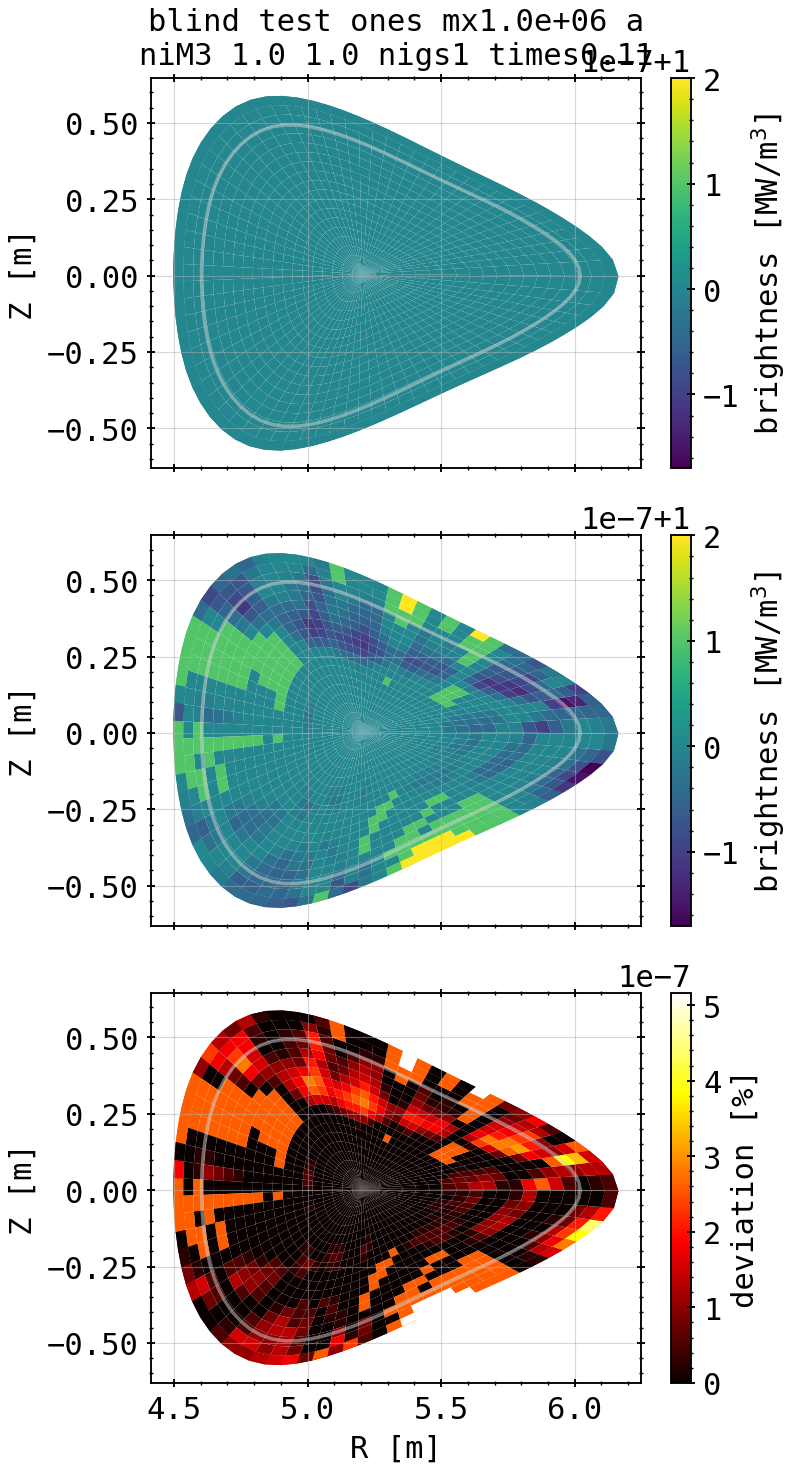 blind test ones mx1.0e+06 a
niM3 1.0 1.0 nigs1 times0.11
1e−7+1
0.50
0.25
0.00
−0.25
−0.50
Z [m]
2
1
0
−1
brightness [MW/m³]
1e−7+1
0.50
0.25
0.00
−0.25
−0.50
Z [m]
2
1
0
−1
brightness [MW/m³]
1e−7
0.50
0.25
0.00
−0.25
−0.50
Z [m]
5
4
3
2
1
0
deviation [%]
4.5 5.0 5.5 6.0
R [m]